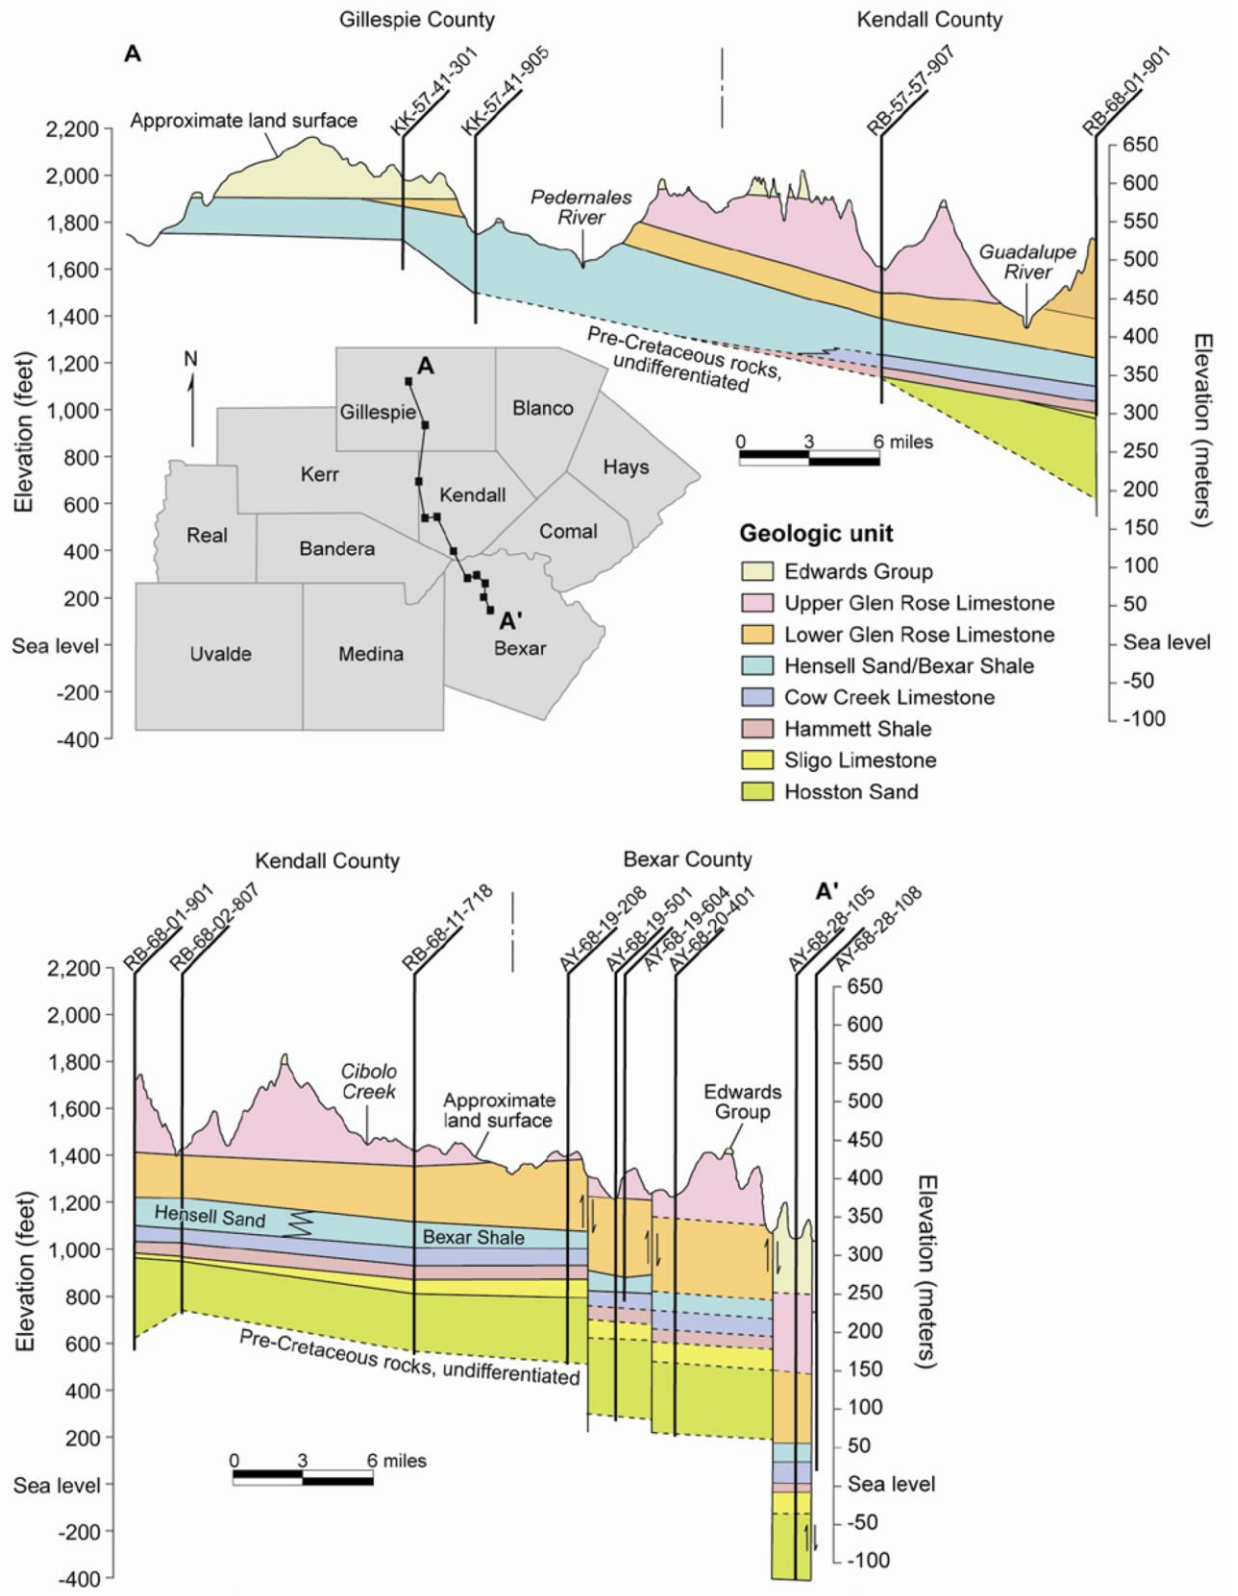 Gillespie County
Kendall County
A
KK-57-41-301
KK-57-41-905
RB-57-57-907
RB-68-01-901
Approximate land surface
Pedernales
River
Guadalupe
River
2,200
2,000
1,800
1,600
1,400
1,200
1,000
800
600
400
200
Sea level
-200
-400
Elevation (feet)
650
600
550
500
450
400
350
300
250
200
150
100
50
Sea level
-50
-100
Elevation (meters)
Pre-Cretaceous rocks,
undifferentiated
0 3 6 miles
N
A
Gillespie
Blanco
Kerr
Kendall
Hays
Real
Bandera
Comal
A'
Uvalde
Medina
Bexar
Geologic unit
Edwards Group
Upper Glen Rose Limestone
Lower Glen Rose Limestone
Hensell Sand/Bexar Shale
Cow Creek Limestone
Hammett Shale
Sligo Limestone
Hosston Sand
Kendall County
Bexar County
A'
RB-68-01-901
RB-68-02-807
RB-68-11-718
AY-68-19-208
AY-68-19-501
AY-68-19-604
AY-68-20-401
AY-68-28-105
AY-68-28-108
2,200
2,000
1,800
1,600
1,400
1,200
1,000
800
600
400
200
Sea level
-200
-400
Elevation (feet)
Cibolo
Creek
Approximate
land surface
Edwards
Group
Hensell Sand
Bexar Shale
Pre-Cretaceous rocks, undifferentiated
0 3 6 miles
650
600
550
500
450
400
350
300
250
200
150
100
50
Sea level
-50
-100
Elevation (meters)